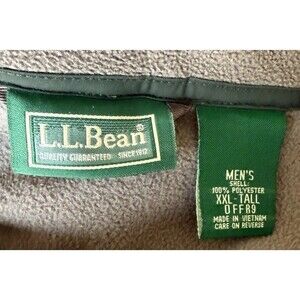 L.L.Bean®
QUALITY GUARANTEED SINCE 1912
MEN'S
SHELL:
100% POLYESTER
XXL-TALL
0FF89
MADE IN VIETNAM
CARE ON REVERSE